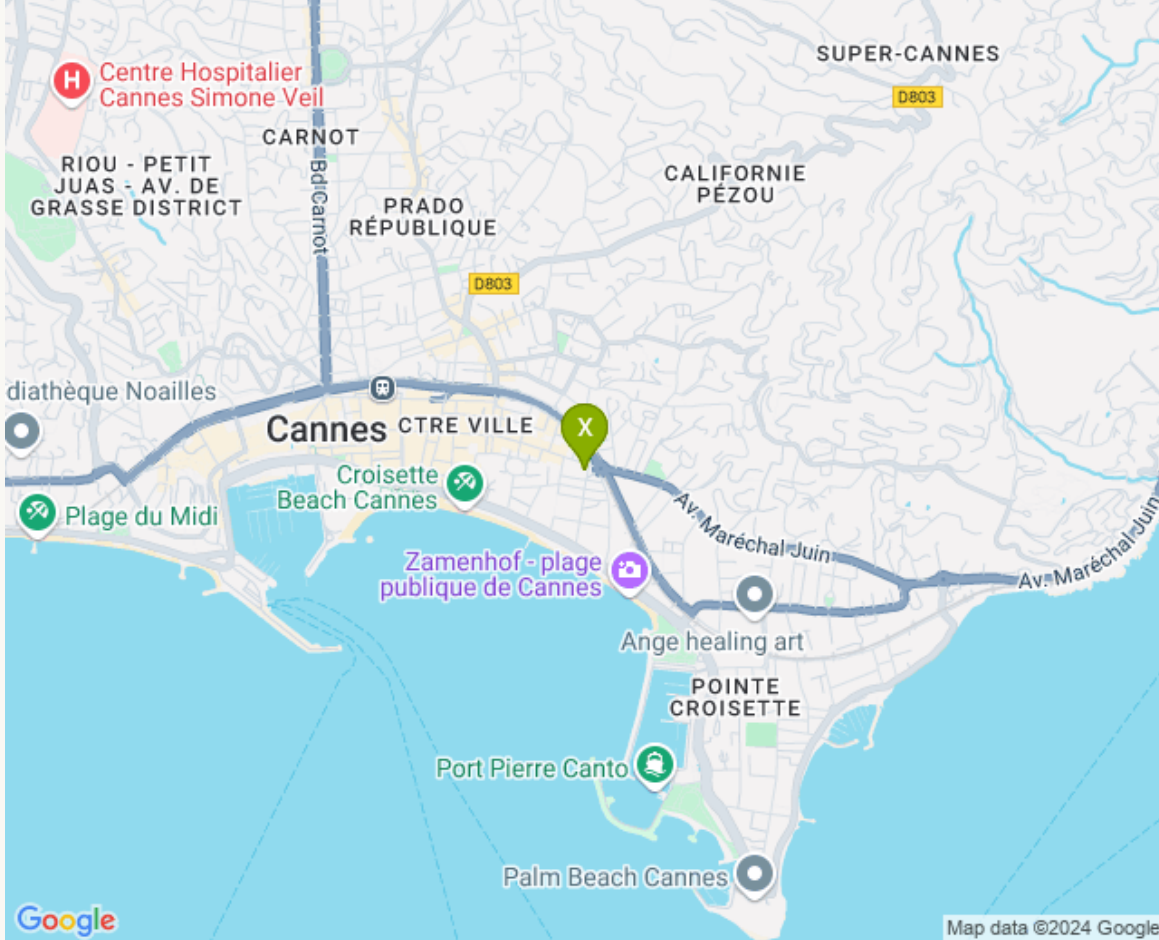 SUPER-CANNES
Centre Hospitalier
Cannes Simone Veil
D803
CARNOT
RIOU - PETIT
JUAS - AV. DE
GRASSE DISTRICT
Bd Carnot
CALIFORNIE
PÉZOU
PRADO
RÉPUBLIQUE
D803
diathèque Noailles
Cannes
CTRE VILLE
X
Croisette
Beach Cannes
Plage du Midi
Av. Maréchal Juin
Av. Maréchal Juin
Zamenhof - plage
publique de Cannes
Ange healing art
POINTE
CROISETTE
Port Pierre Canto
Palm Beach Cannes
Google
Map data ©2024 Google
H